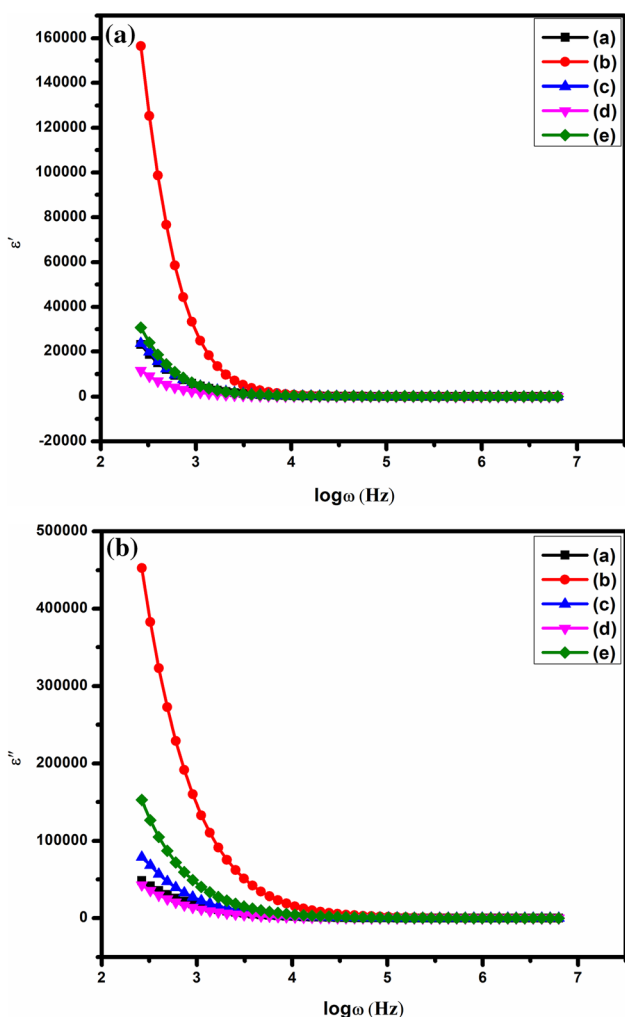 (a)
160000
140000
120000
100000
80000
60000
40000
20000
0
-20000
ε′
2 3 4 5 6 7
logω (Hz)
(a)
(b)
(c)
(d)
(e)
(b)
500000
400000
300000
200000
100000
0
ε″
2 3 4 5 6 7
logω (Hz)
(a)
(b)
(c)
(d)
(e)